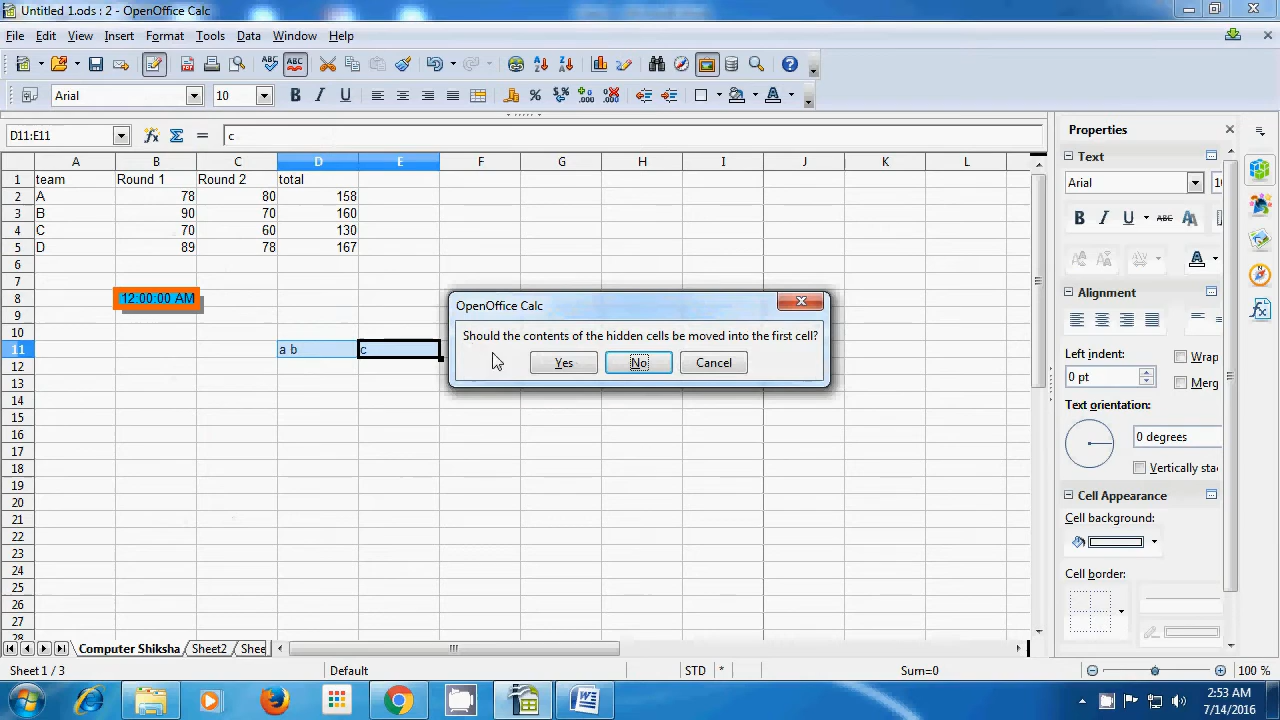 Untitled 1.ods : 2 - OpenOffice Calc
File Edit View Insert Format Tools Data Window Help
Arial 10
D11:E11 c
A B C D E F G H I J K L
1 team Round 1 Round 2 total
2 A 78 80 158
3 B 90 70 160
4 C 70 60 130
5 D 89 78 167
6
7
8 12:00:00 AM
9
10
11 a b c
12
13
14
15
16
17
18
19
20
21
22
23
24
25
26
27
28
OpenOffice Calc
Should the contents of the hidden cells be moved into the first cell?
Yes No Cancel
Properties
Text
Arial
Alignment
Left indent: Wrap
0 pt Merg
Text orientation:
0 degrees
Vertically stac
Cell Appearance
Cell background:
Cell border:
Computer Shiksha Sheet2 Shee
Sheet 1 / 3 Default STD * Sum=0 100 %
2:53 AM
7/14/2016